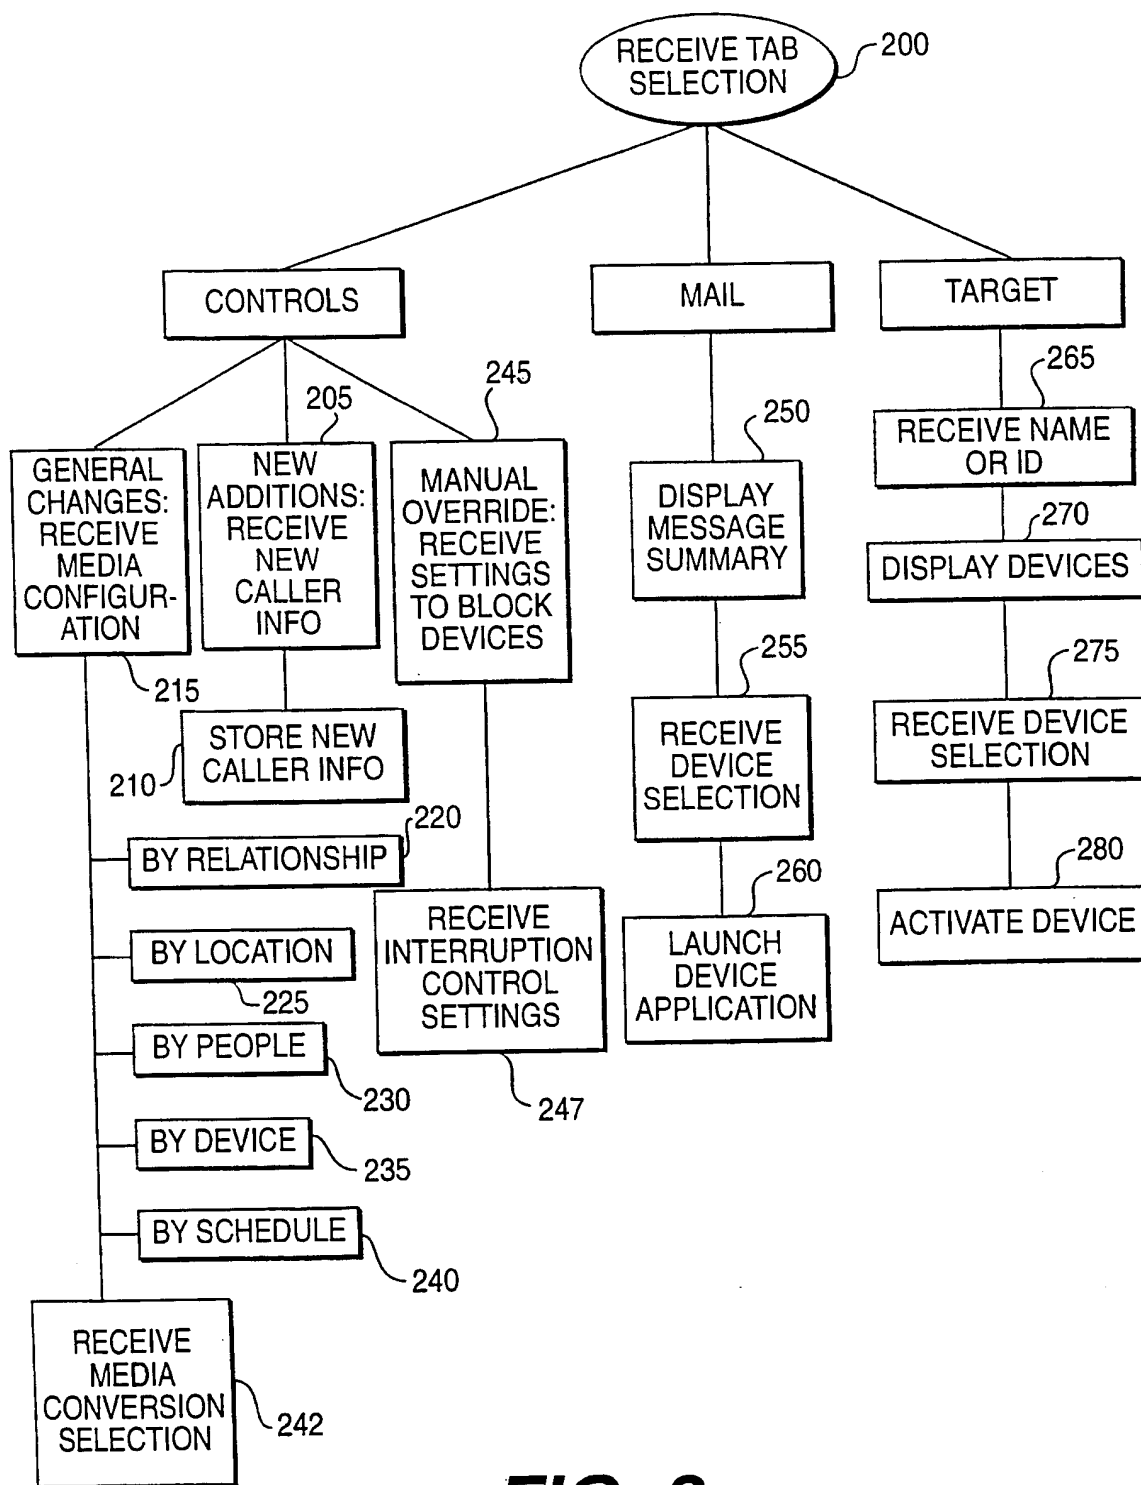 RECEIVE TAB
SELECTION
200
CONTROLS
MAIL
TARGET
GENERAL
CHANGES:
RECEIVE
MEDIA
CONFIGUR-
ATION
215
205
NEW
ADDITIONS:
RECEIVE
NEW
CALLER
INFO
STORE NEW
CALLER INFO
210
245
MANUAL
OVERRIDE:
RECEIVE
SETTINGS
TO BLOCK
DEVICES
BY RELATIONSHIP
220
BY LOCATION
225
BY PEOPLE
230
BY DEVICE
235
BY SCHEDULE
240
RECEIVE
MEDIA
CONVERSION
SELECTION
242
RECEIVE
INTERRUPTION
CONTROL
SETTINGS
247
250
DISPLAY
MESSAGE
SUMMARY
255
RECEIVE
DEVICE
SELECTION
260
LAUNCH
DEVICE
APPLICATION
265
RECEIVE NAME
OR ID
270
DISPLAY DEVICES
275
RECEIVE DEVICE
SELECTION
280
ACTIVATE DEVICE
FIG.